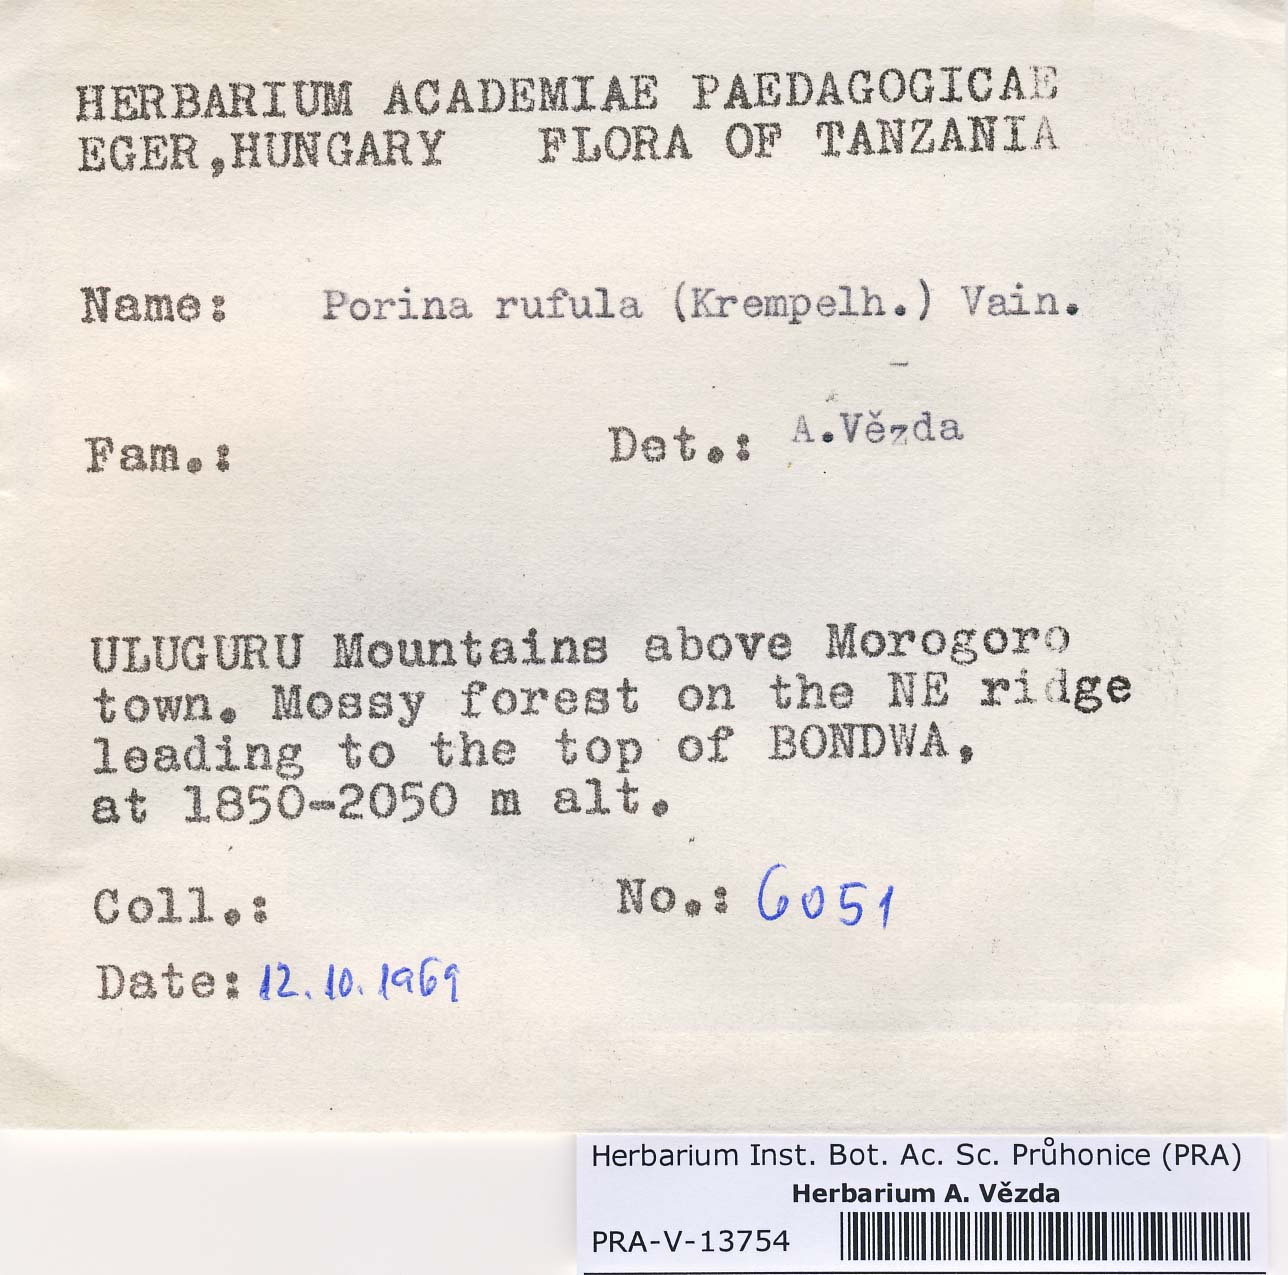 HERBARIUM ACADEMIAE PAEDAGOGICAE
EGER,HUNGARY FLORA OF TANZANIA
Name: Porina rufula (Krempelh.) Vain.
Fam.: Det.: A.Vězda
ULUGURU Mountains above Morogoro
town. Mossy forest on the NE ridge
leading to the top of BONDWA,
at 1850-2050 m alt.
Coll.: No.: 6051
Date: 12.10.1969
Herbarium Inst. Bot. Ac. Sc. Průhonice (PRA)
Herbarium A. Vězda
PRA-V-13754